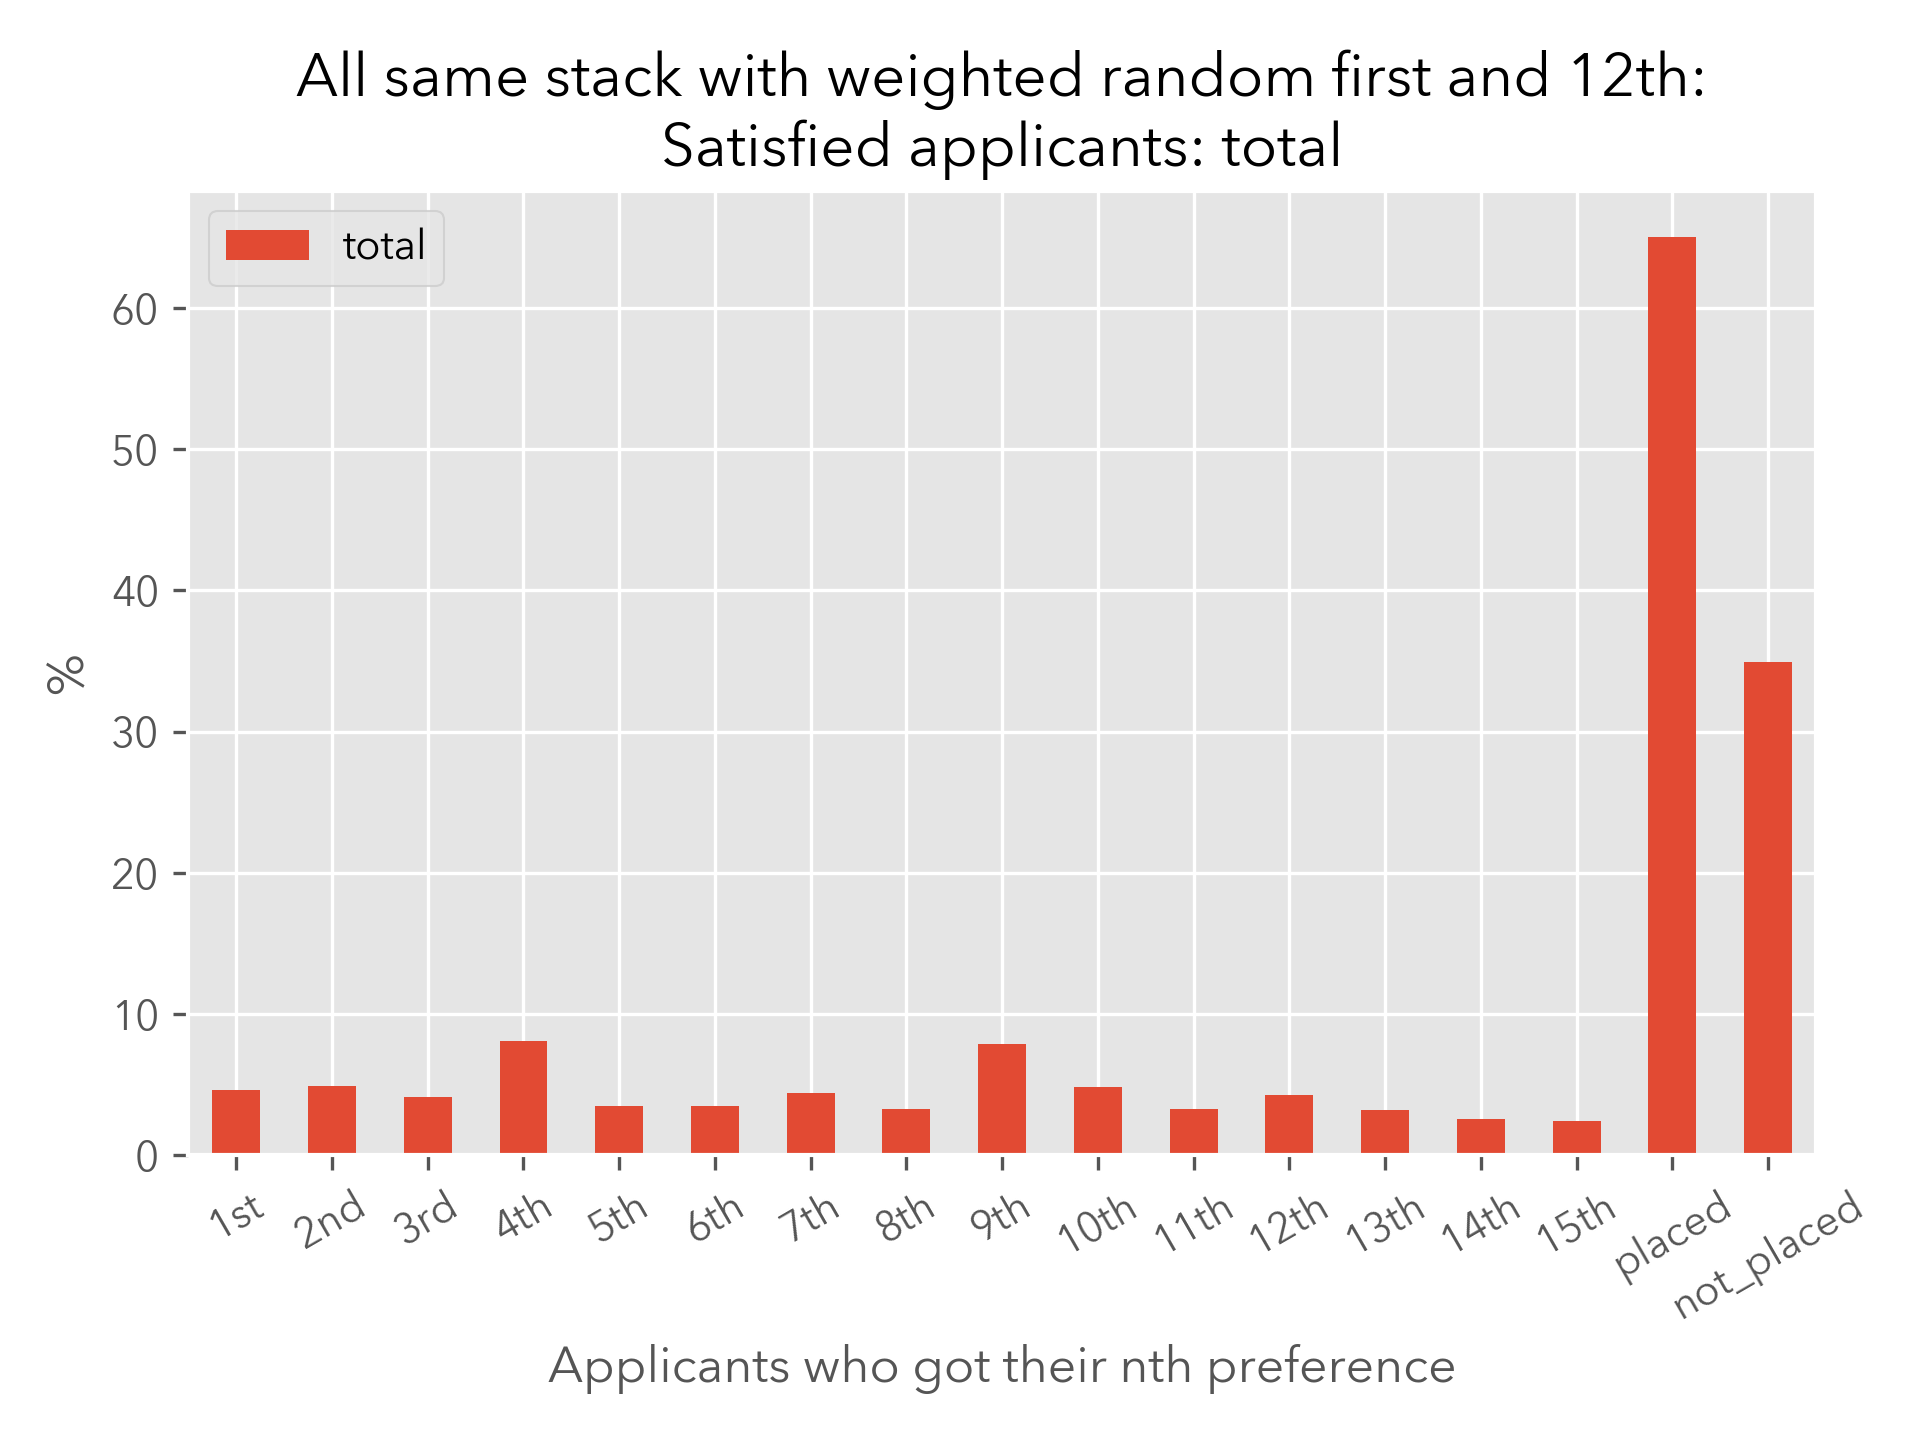 All same stack with weighted random first and 12th:
Satisfied applicants: total
total
60
50
40
30
20
10
0
%
1st
2nd
3rd
4th
5th
6th
7th
8th
9th
10th
11th
12th
13th
14th
15th
placed
not_placed
Applicants who got their nth preference